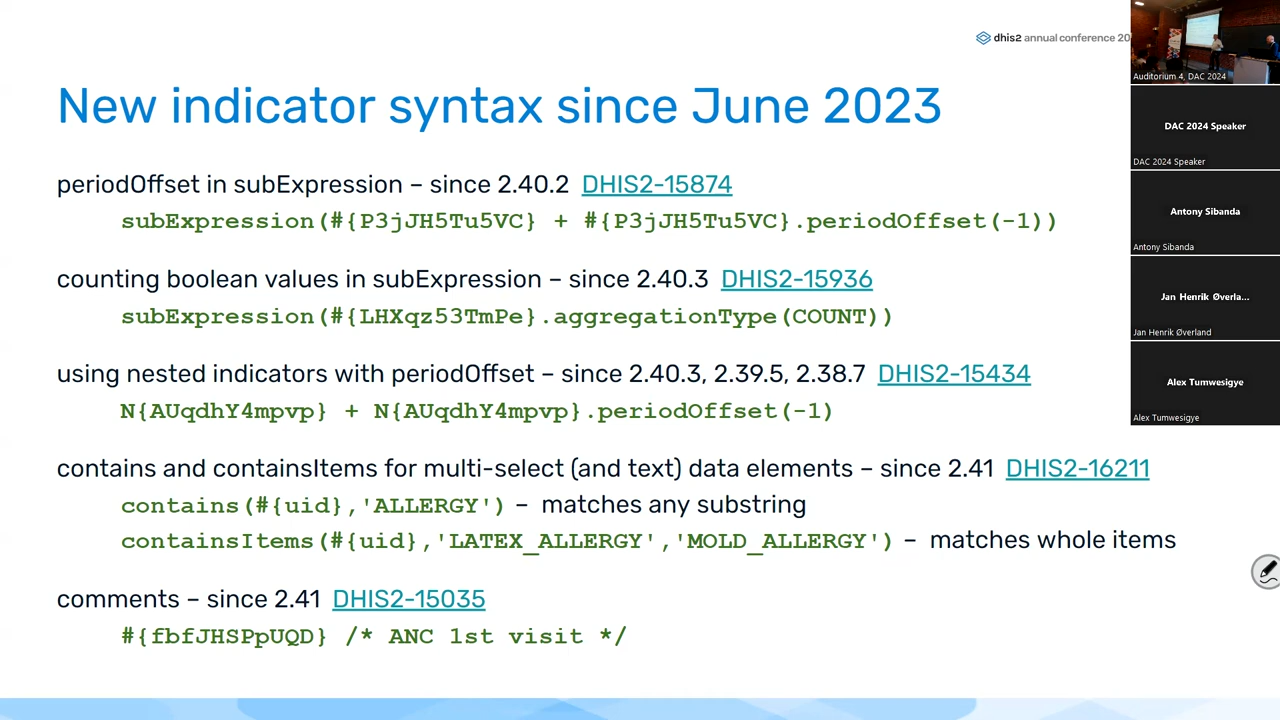 dhis2 annual conference 20
New indicator syntax since June 2023
periodOffset in subExpression – since 2.40.2 DHIS2-15874
subExpression(#{P3jJH5Tu5VC} + #{P3jJH5Tu5VC}.periodOffset(-1))
counting boolean values in subExpression – since 2.40.3 DHIS2-15936
subExpression(#{LHXqz53TmPe}.aggregationType(COUNT))
using nested indicators with periodOffset – since 2.40.3, 2.39.5, 2.38.7 DHIS2-15434
N{AUqdhY4mpvp} + N{AUqdhY4mpvp}.periodOffset(-1)
contains and containsItems for multi-select (and text) data elements – since 2.41 DHIS2-16211
contains(#{uid},'ALLERGY') – matches any substring
containsItems(#{uid},'LATEX_ALLERGY','MOLD_ALLERGY') – matches whole items
comments – since 2.41 DHIS2-15035
#{fbfJHSPpUQD} /* ANC 1st visit */
Auditorium 4, DAC 2024
DAC 2024 Speaker
DAC 2024 Speaker
Antony Sibanda
Antony Sibanda
Jan Henrik Øverla...
Jan Henrik Øverland
Alex Tumwesigye
Alex Tumwesigye